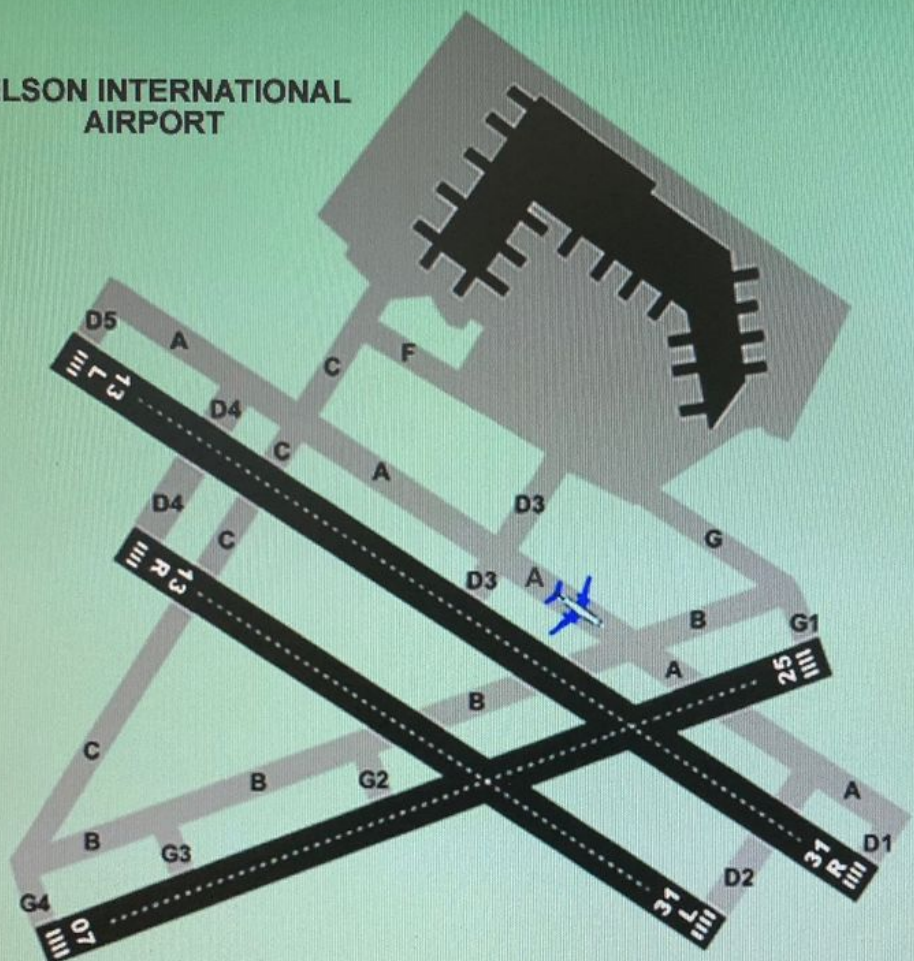 LSON INTERNATIONAL
AIRPORT
D5
A
13
L
C
F
D4
C
A
D4
C
D3
G
13
R
D3
A
B
G1
25
A
B
C
B
G2
A
B
G3
D1
31
R
D2
G4
07
31
L